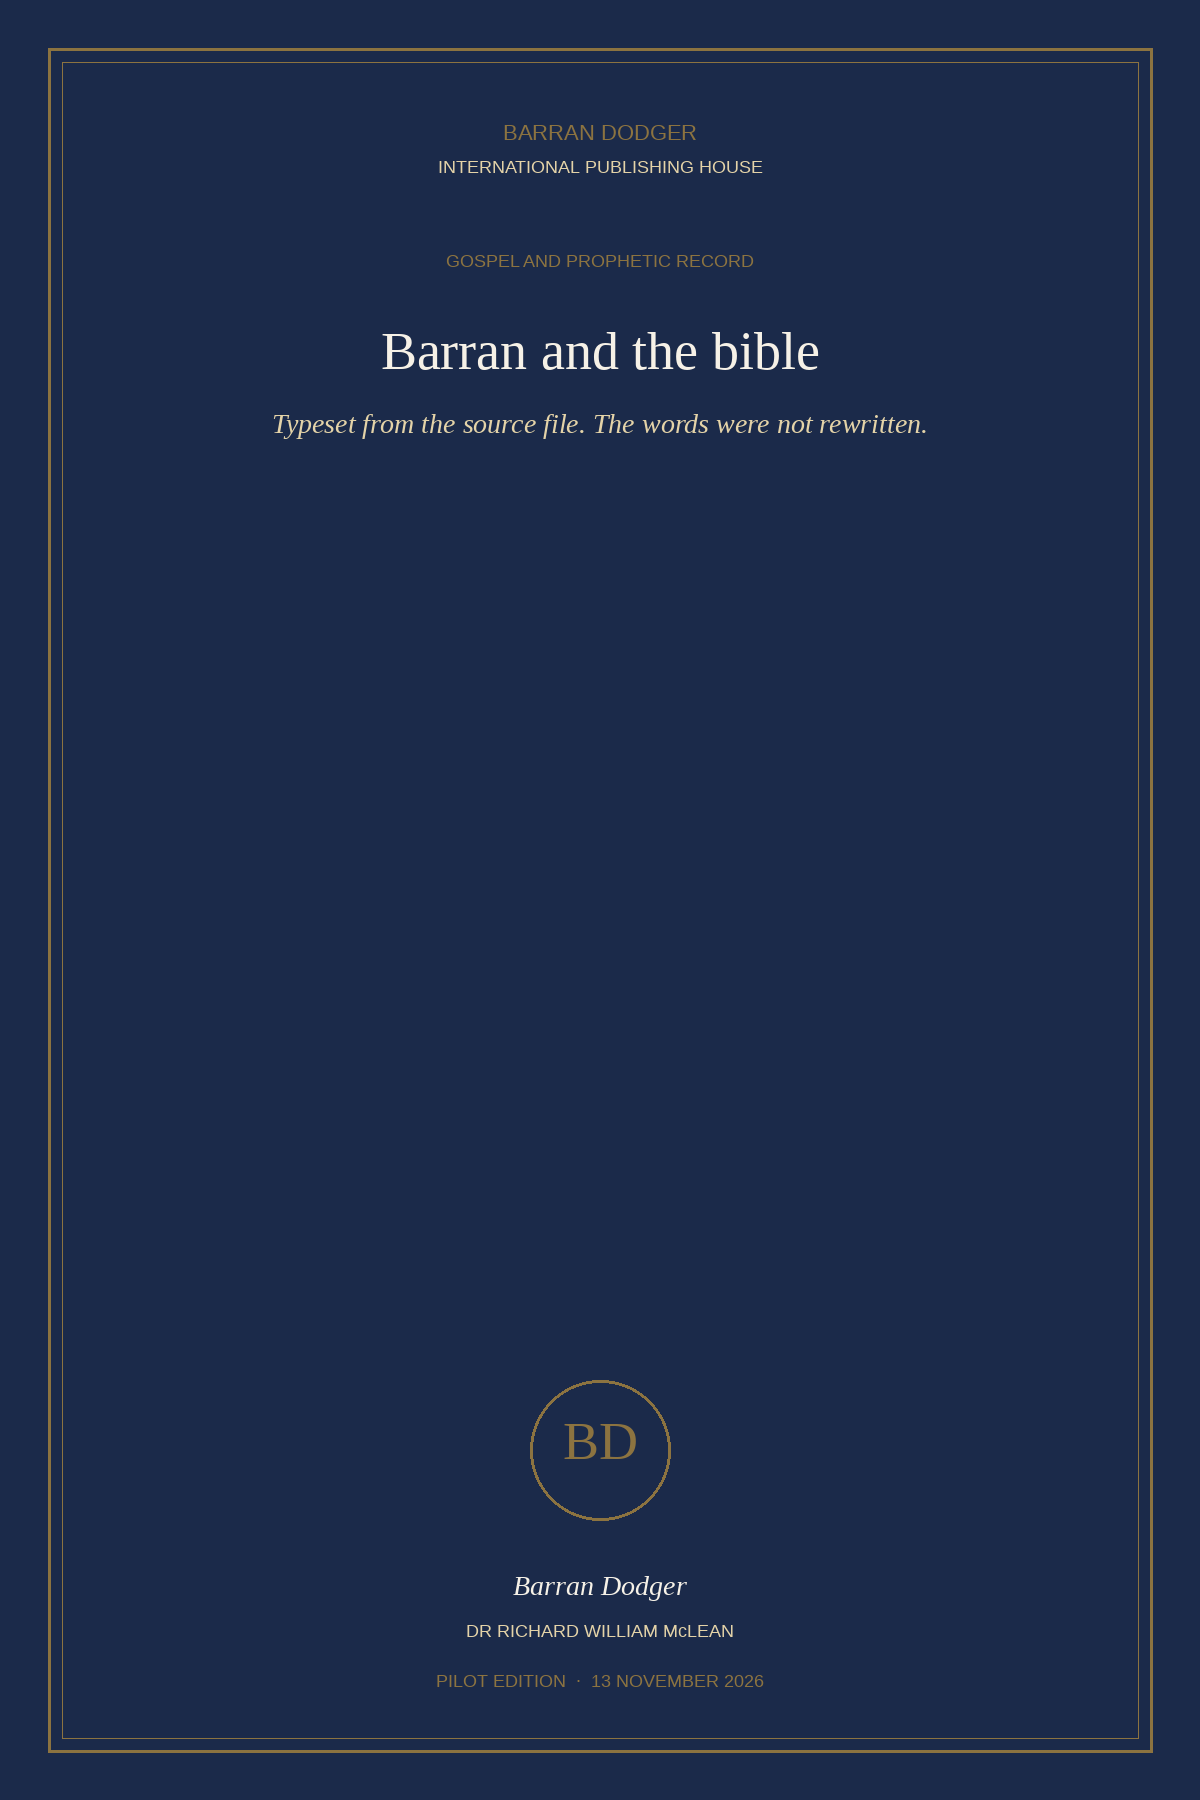 BARRAN DODGER
INTERNATIONAL PUBLISHING HOUSE
GOSPEL AND PROPHETIC RECORD
Barran and the bible
Typeset from the source file. The words were not rewritten.
BD
Barran Dodger
DR RICHARD WILLIAM McLEAN
PILOT EDITION · 13 NOVEMBER 2026